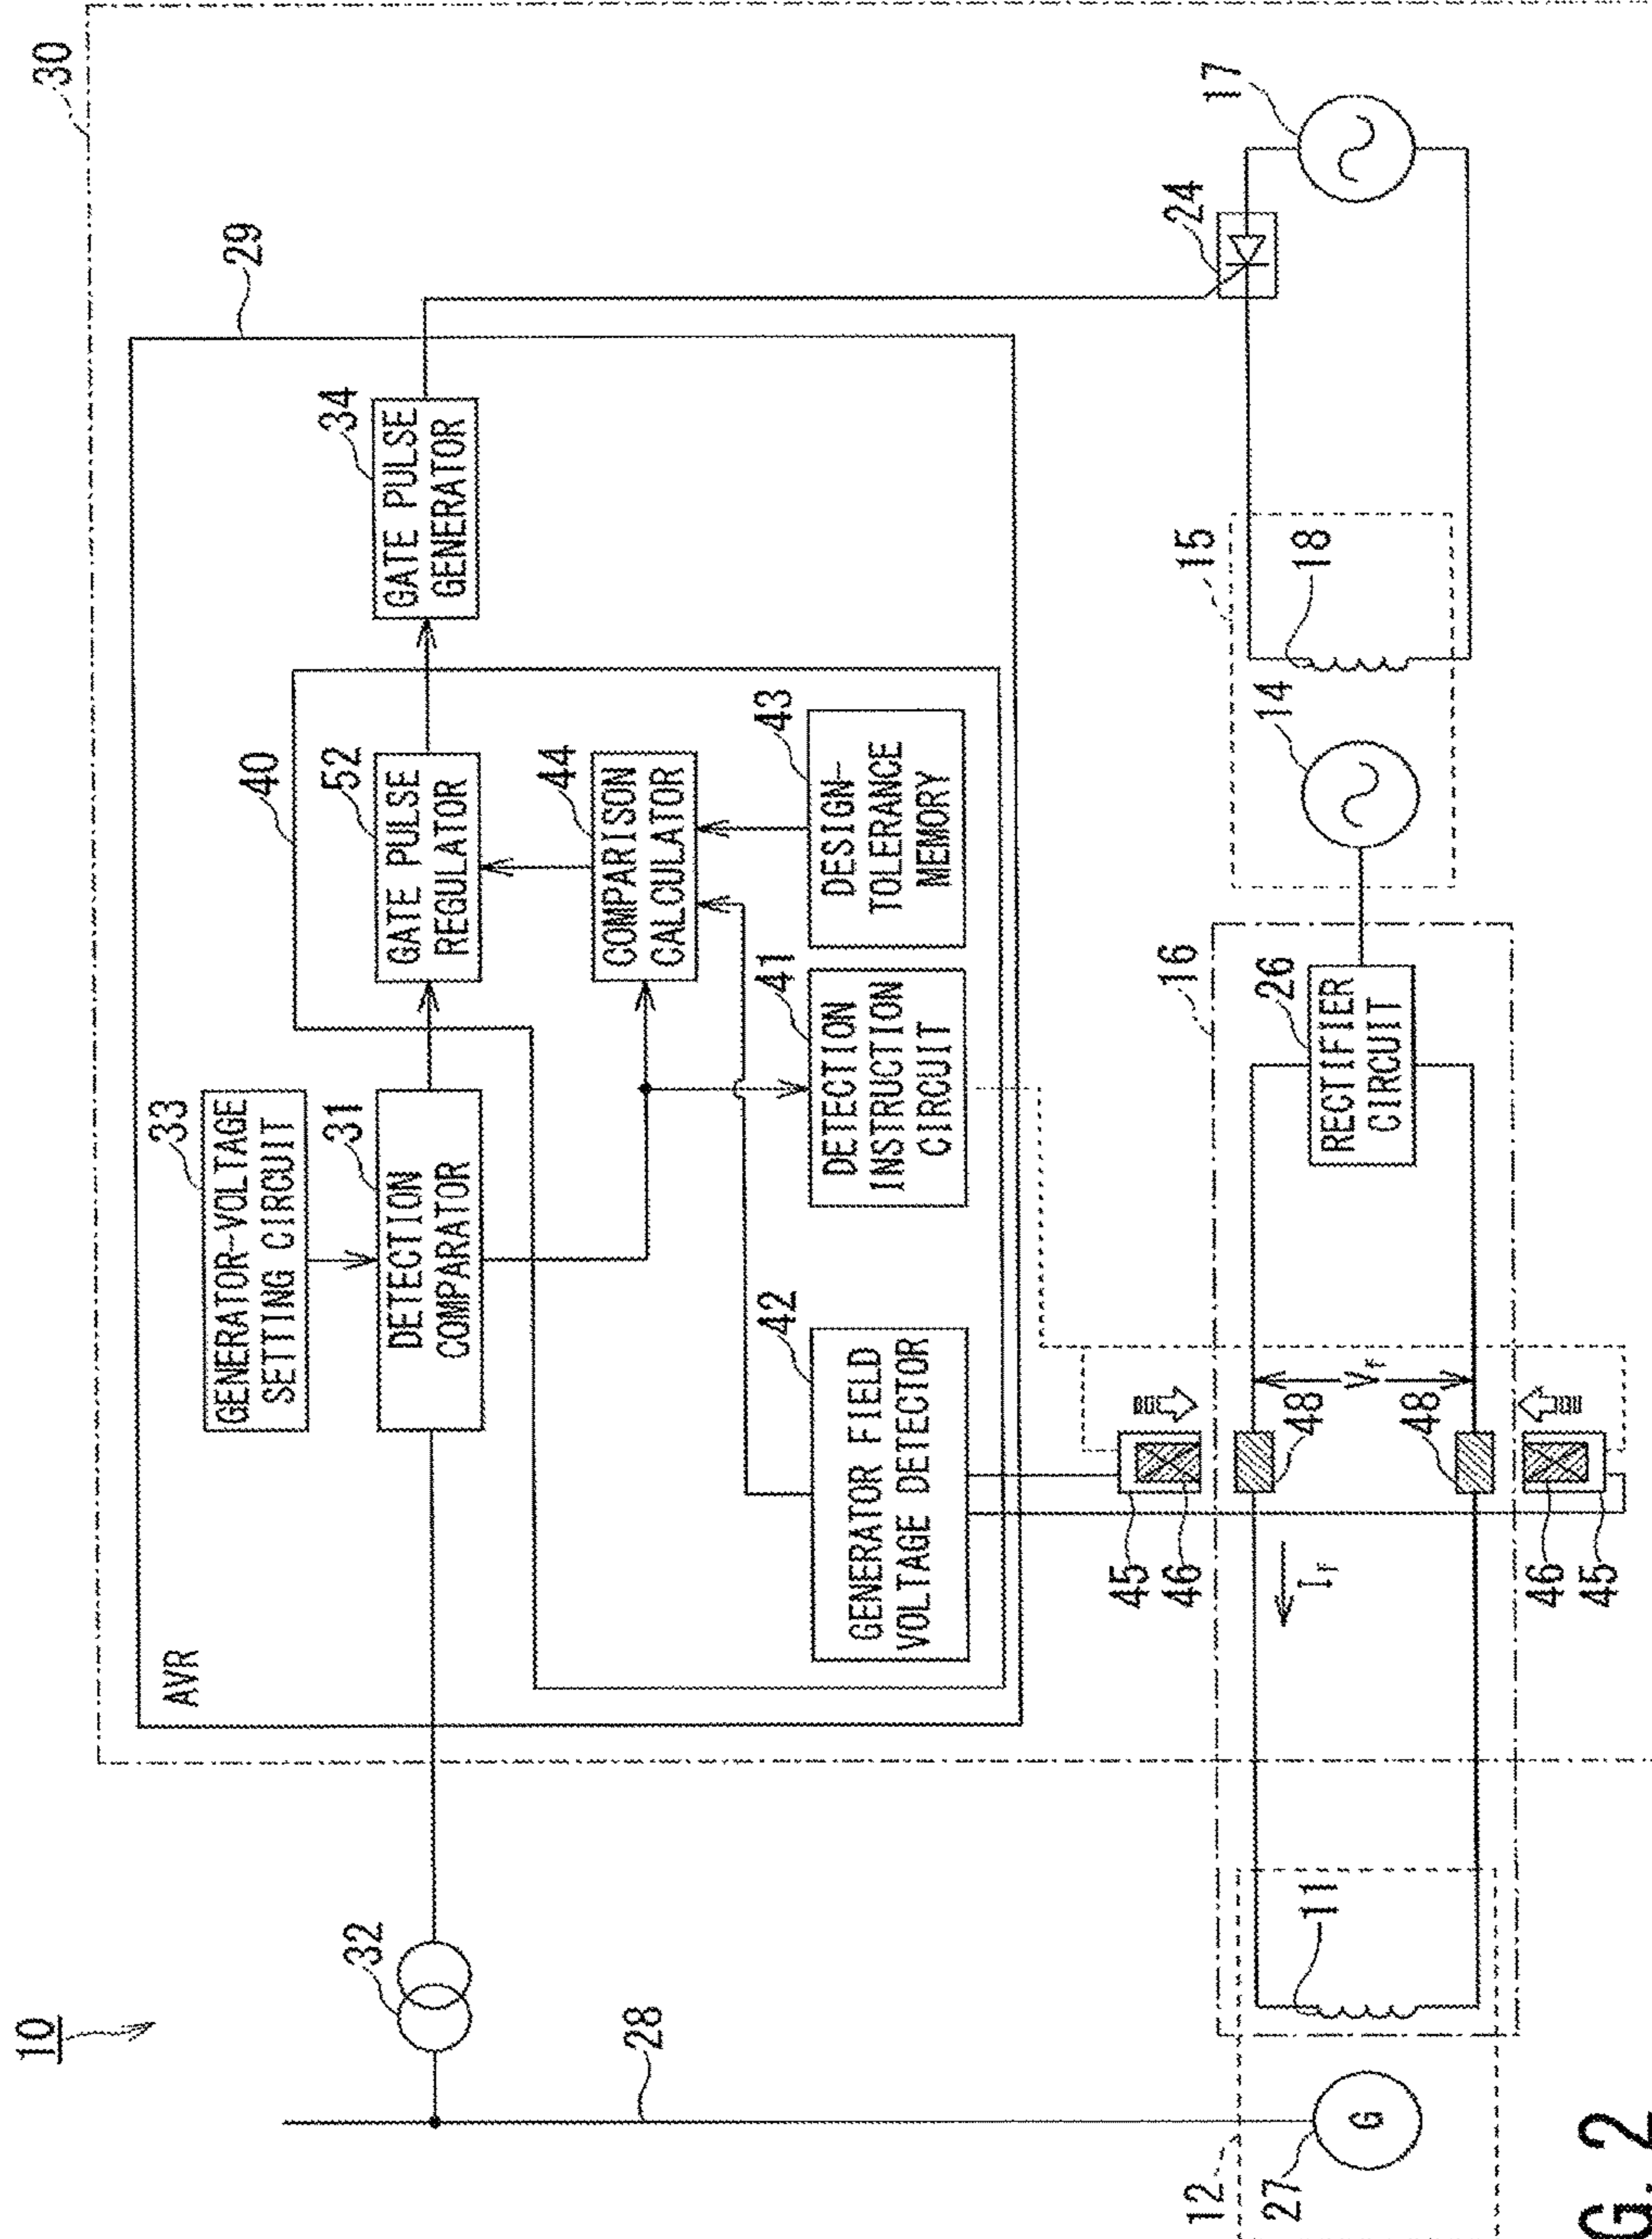 10
30
29
AVR
33
GENERATOR-VOLTAGE
SETTING CIRCUIT
32
31
DETECTION
COMPARATOR
40
52
GATE PULSE
REGULATOR
34
GATE PULSE
GENERATOR
44
COMPARISON
CALCULATOR
28
42
GENERATOR FIELD
VOLTAGE DETECTOR
41
DETECTION
INSTRUCTION
CIRCUIT
43
DESIGN-
TOLERANCE
MEMORY
45
46
16
15
24
17
12
27
G
11
IF
48
VF
48
26
RECTIFIER
CIRCUIT
14
18
46
45
G. 2